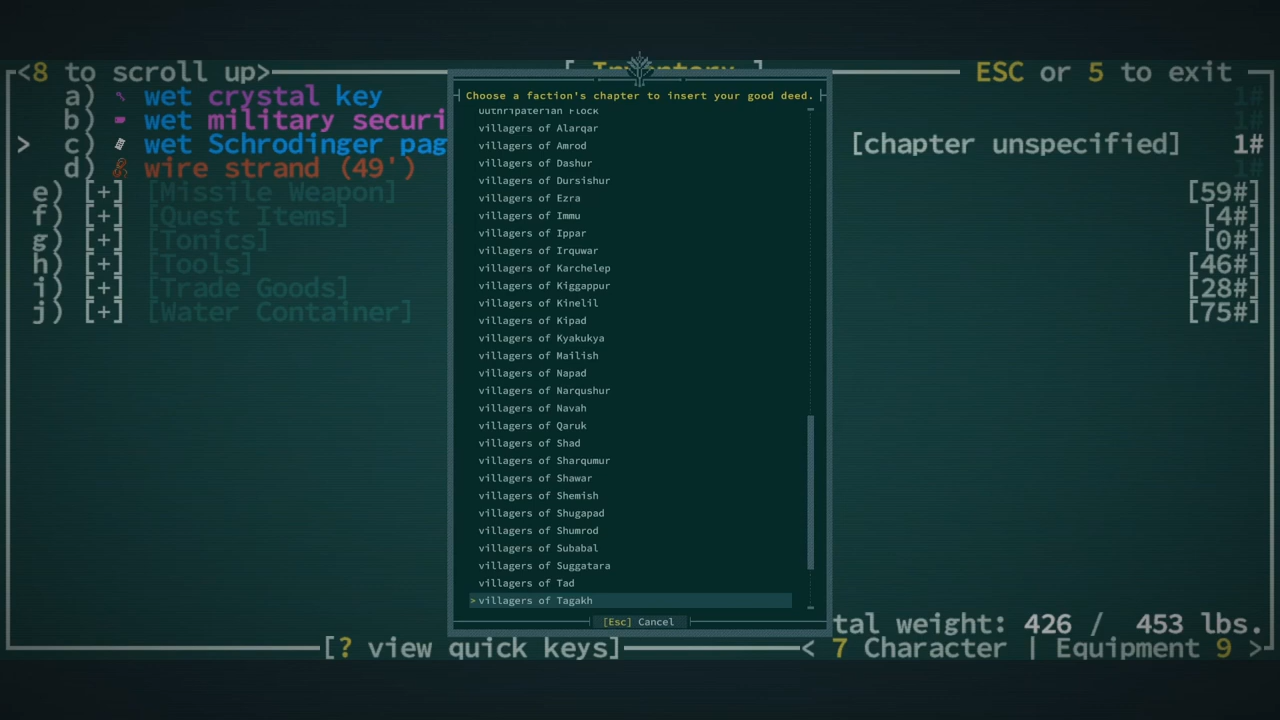 <8 to scroll up>
[ Inventory ]
ESC or 5 to exit
a) wet crystal key
1#
b) wet military securi
1#
> c) wet Schrodinger pag
[chapter unspecified] 1#
d) wire strand (49')
1#
e) [+] [Missile Weapon]
[59#]
f) [+] [Quest Items]
[4#]
g) [+] [Tonics]
[0#]
h) [+] [Tools]
[46#]
i) [+] [Trade Goods]
[28#]
j) [+] [Water Container]
[75#]
Choose a faction's chapter to insert your good deed.
villagers of Alarqar
villagers of Amrod
villagers of Dashur
villagers of Dursishur
villagers of Ezra
villagers of Immu
villagers of Ippar
villagers of Irquwar
villagers of Karchelep
villagers of Kiggappur
villagers of Kinelil
villagers of Kipad
villagers of Kyakukya
villagers of Mailish
villagers of Napad
villagers of Narqushur
villagers of Navah
villagers of Qaruk
villagers of Shad
villagers of Sharqumur
villagers of Shawar
villagers of Shemish
villagers of Shugapad
villagers of Shumrod
villagers of Subabal
villagers of Suggatara
villagers of Tad
>villagers of Tagakh
[Esc] Cancel
tal weight: 426 / 453 lbs.
[? view quick keys]
< 7 Character | Equipment 9 >